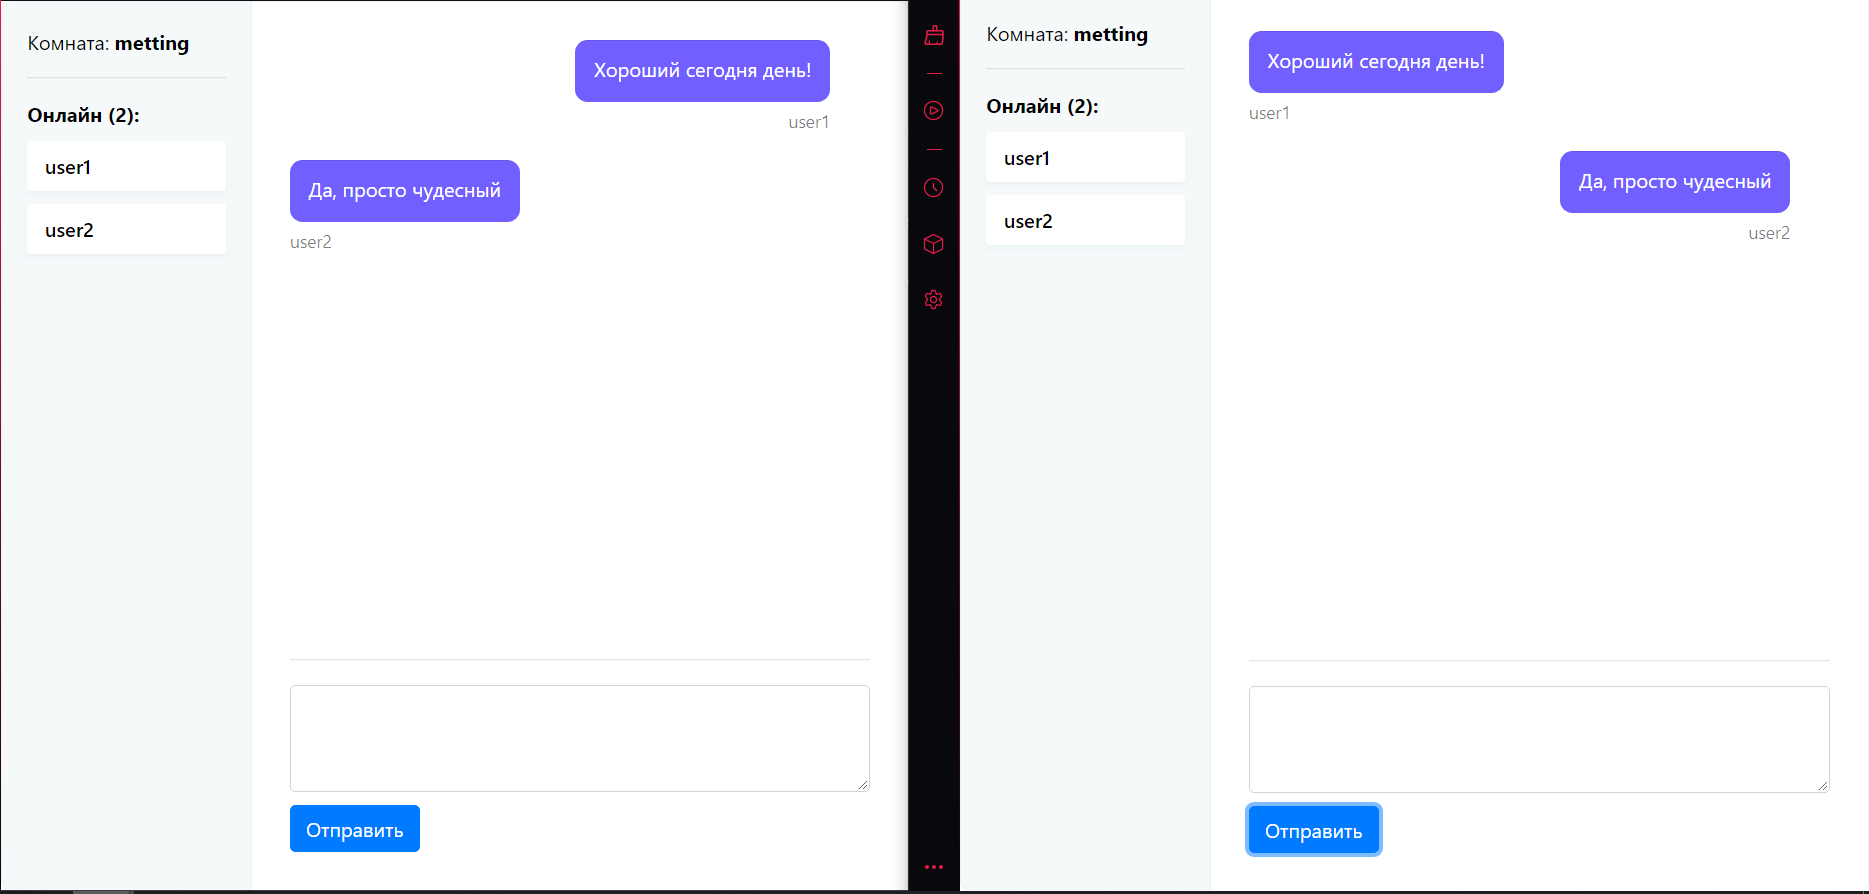 Комната: metting
Онлайн (2):
user1
user2
Хороший сегодня день!
user1
Да, просто чудесный
user2
Отправить
Комната: metting
Онлайн (2):
user1
user2
Хороший сегодня день!
user1
Да, просто чудесный
user2
Отправить